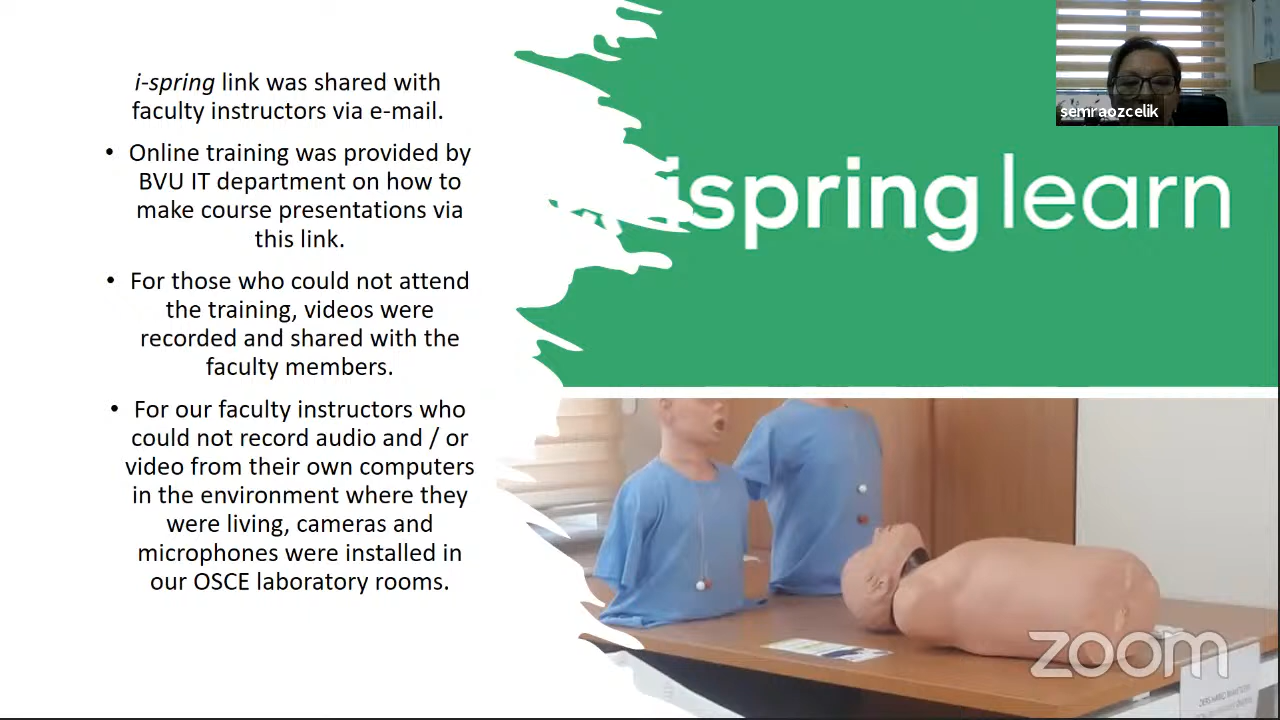 i-spring link was shared with
faculty instructors via e-mail.
• Online training was provided by
BVU IT department on how to
make course presentations via
this link.
• For those who could not attend
the training, videos were
recorded and shared with the
faculty members.
• For our faculty instructors who
could not record audio and / or
video from their own computers
in the environment where they
were living, cameras and
microphones were installed in
our OSCE laboratory rooms.
semraozcelik
ispring learn
zoom